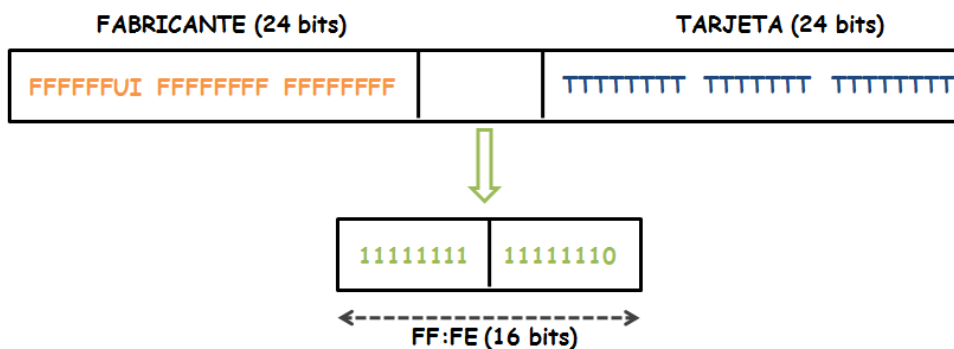 FABRICANTE (24 bits) TARJETA (24 bits)
FFFFFFUI FFFFFFFF FFFFFFFF TTTTTTTT TTTTTTT TTTTTTTT
11111111 11111110
FF:FE (16 bits)